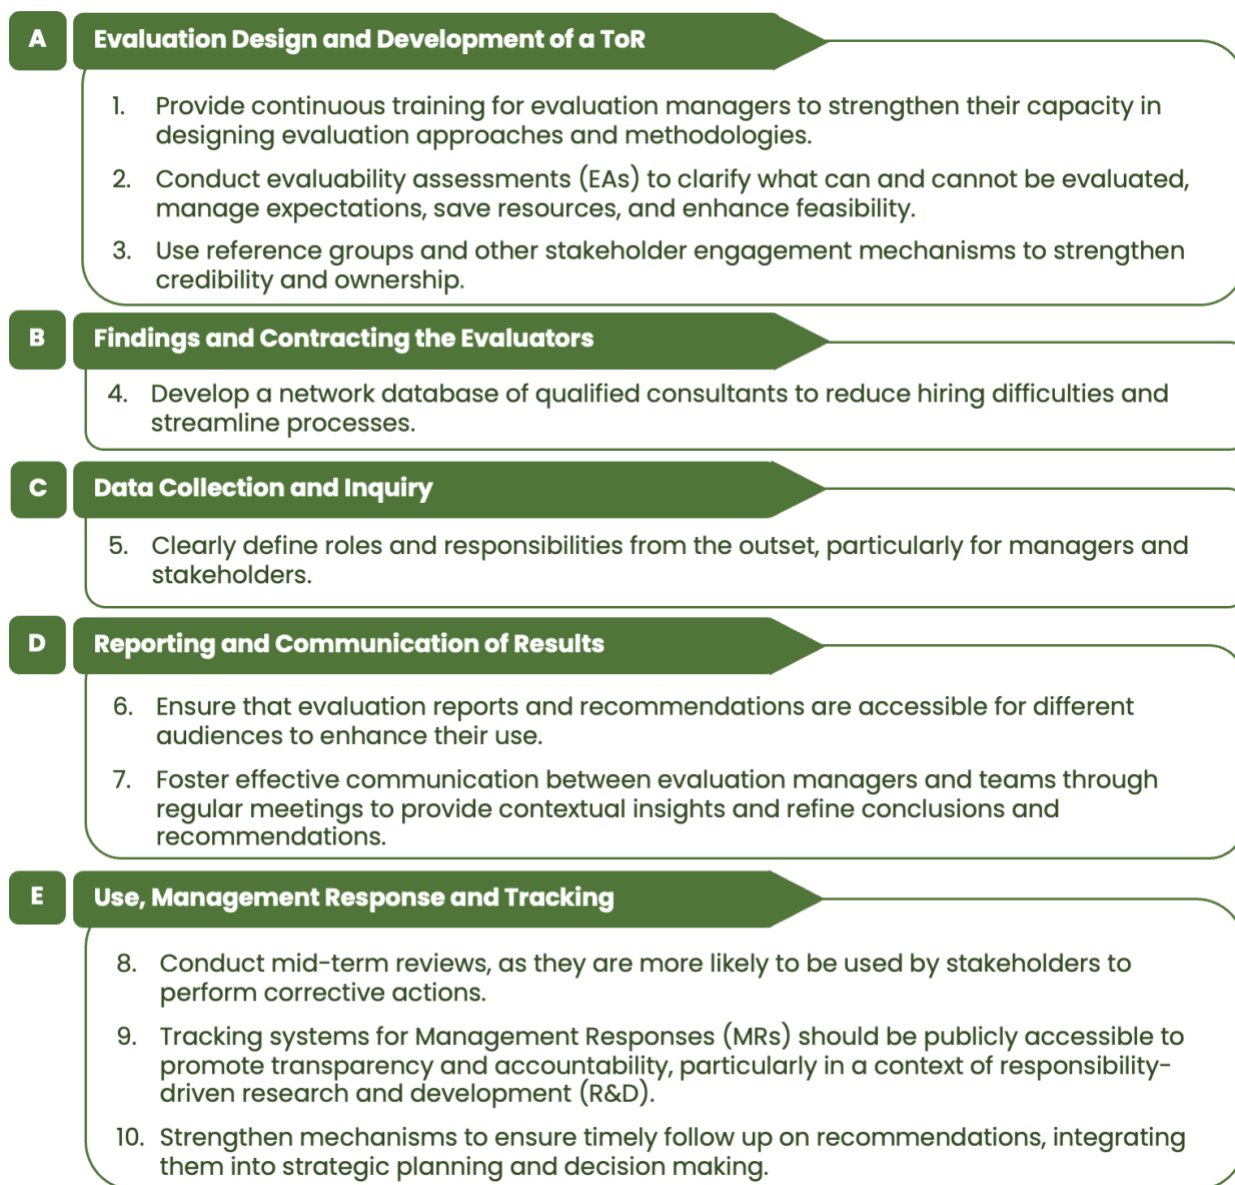 A Evaluation Design and Development of a ToR
1. Provide continuous training for evaluation managers to strengthen their capacity in
designing evaluation approaches and methodologies.
2. Conduct evaluability assessments (EAs) to clarify what can and cannot be evaluated,
manage expectations, save resources, and enhance feasibility.
3. Use reference groups and other stakeholder engagement mechanisms to strengthen
credibility and ownership.
B Findings and Contracting the Evaluators
4. Develop a network database of qualified consultants to reduce hiring difficulties and
streamline processes.
C Data Collection and Inquiry
5. Clearly define roles and responsibilities from the outset, particularly for managers and
stakeholders.
D Reporting and Communication of Results
6. Ensure that evaluation reports and recommendations are accessible for different
audiences to enhance their use.
7. Foster effective communication between evaluation managers and teams through
regular meetings to provide contextual insights and refine conclusions and
recommendations.
E Use, Management Response and Tracking
8. Conduct mid-term reviews, as they are more likely to be used by stakeholders to
perform corrective actions.
9. Tracking systems for Management Responses (MRs) should be publicly accessible to
promote transparency and accountability, particularly in a context of responsibility-
driven research and development (R&D).
10. Strengthen mechanisms to ensure timely follow up on recommendations, integrating
them into strategic planning and decision making.